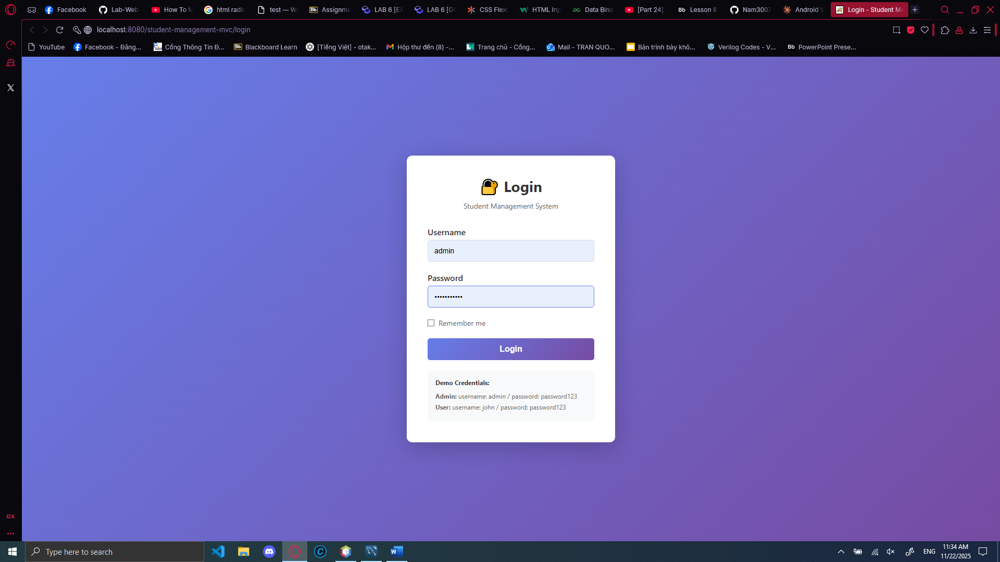 Facebook
Lab-Web-
How To M
html radio
test — W
Assignme
LAB 6 [EX
LAB 6 [GU
CSS Flexb
HTML Inp
Data Bind
[Part 24]
Lesson 8
Nam3007
Android V
Login - Student Ma
localhost:8080/student-management-mvc/login
YouTube
Facebook - Đăng...
Cổng Thông Tin Đ...
Blackboard Learn
[Tiếng Việt] - otak...
Hộp thư đến (8) -...
Trang chủ - Cổng...
Mail - TRAN QUO...
Bản trình bày khô...
Verilog Codes - V...
PowerPoint Prese...
Login
Student Management System
Username
admin
Password
Remember me
Login
Demo Credentials:
Admin: username: admin / password: password123
User: username: john / password: password123
GX
Type here to search
ENG
11:34 AM
11/22/2025